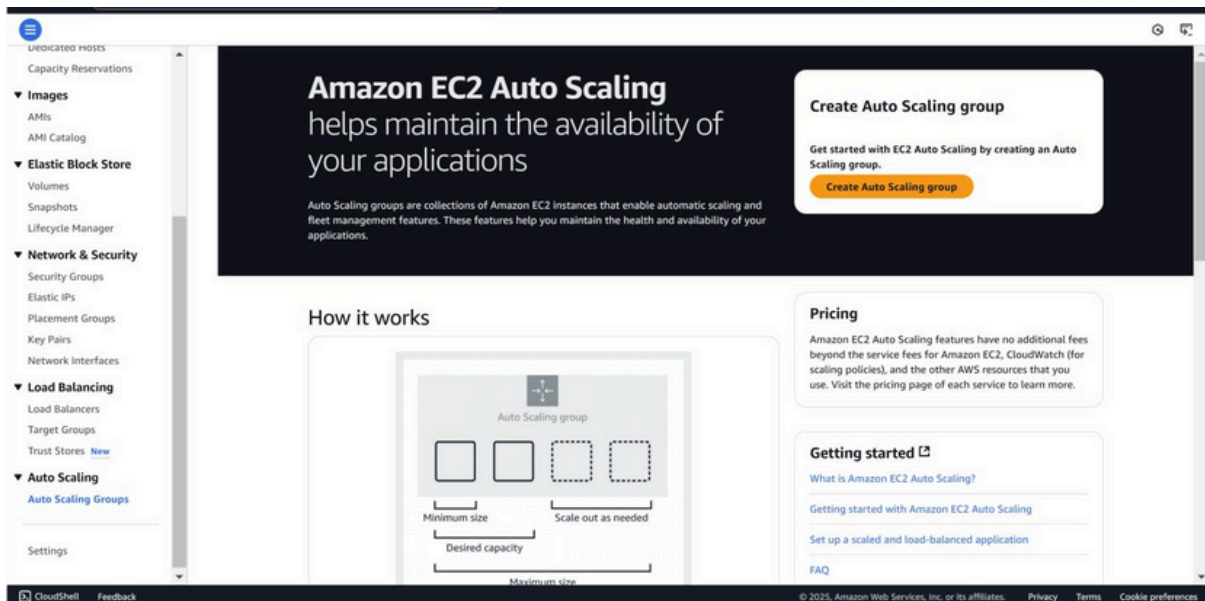 Dedicated Hosts
Capacity Reservations
Images
AMIs
AMI Catalog
Elastic Block Store
Volumes
Snapshots
Lifecycle Manager
Network & Security
Security Groups
Elastic IPs
Placement Groups
Key Pairs
Network Interfaces
Load Balancing
Load Balancers
Target Groups
Trust Stores New
Auto Scaling
Auto Scaling Groups
Settings
Amazon EC2 Auto Scaling
helps maintain the availability of
your applications
Auto Scaling groups are collections of Amazon EC2 instances that enable automatic scaling and
fleet management features. These features help you maintain the health and availability of your
applications.
Create Auto Scaling group
Get started with EC2 Auto Scaling by creating an Auto
Scaling group.
Create Auto Scaling group
How it works
Auto Scaling group
Minimum size
Scale out as needed
Desired capacity
Maximum size
Pricing
Amazon EC2 Auto Scaling features have no additional fees
beyond the service fees for Amazon EC2, CloudWatch (for
scaling policies), and the other AWS resources that you
use. Visit the pricing page of each service to learn more.
Getting started
What is Amazon EC2 Auto Scaling?
Getting started with Amazon EC2 Auto Scaling
Set up a scaled and load-balanced application
FAQ
CloudShell Feedback
© 2025, Amazon Web Services, Inc. or its affiliates. Privacy Terms Cookie preferences